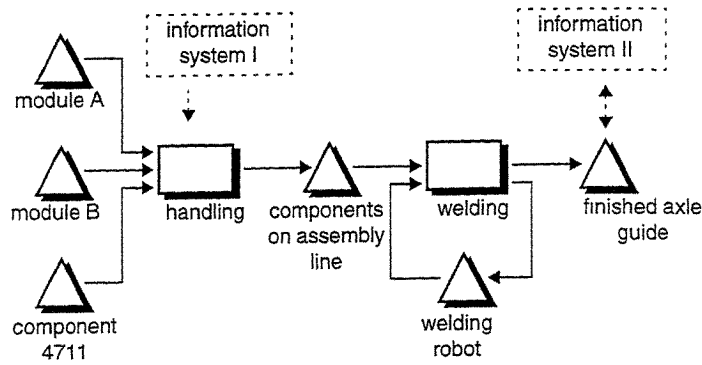 information
system I
information
system II
module A
module B
handling
components
on assembly
line
welding
finished axle
guide
component
4711
welding
robot